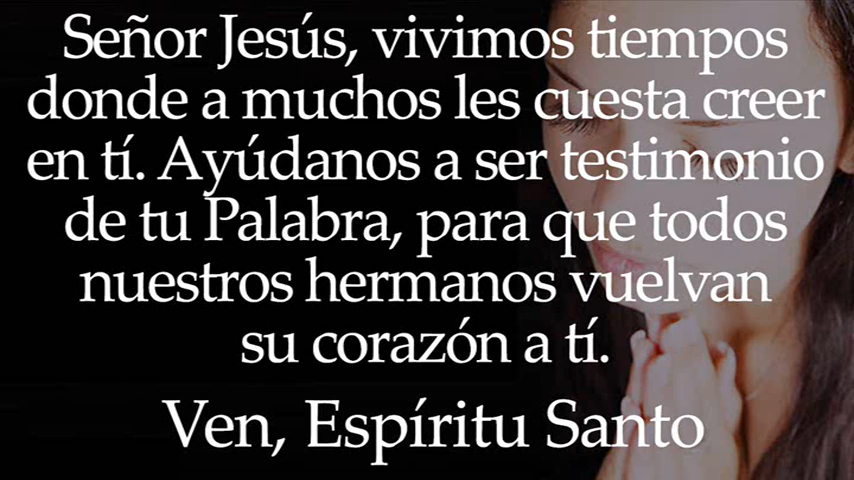 Señor Jesús, vivimos tiempos
donde a muchos les cuesta creer
en tí. Ayúdanos a ser testimonio
de tu Palabra, para que todos
nuestros hermanos vuelvan
su corazón a tí.
Ven, Espíritu Santo